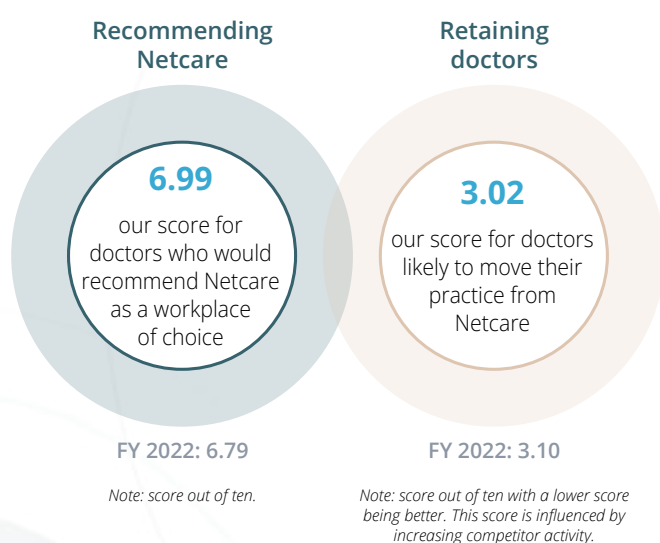 Recommending
Netcare
6.99
our score for
doctors who would
recommend Netcare
as a workplace
of choice
FY 2022: 6.79
Note: score out of ten.
Retaining
doctors
3.02
our score for doctors
likely to move their
practice from
Netcare
FY 2022: 3.10
Note: score out of ten with a lower score
being better. This score is influenced by
increasing competitor activity.